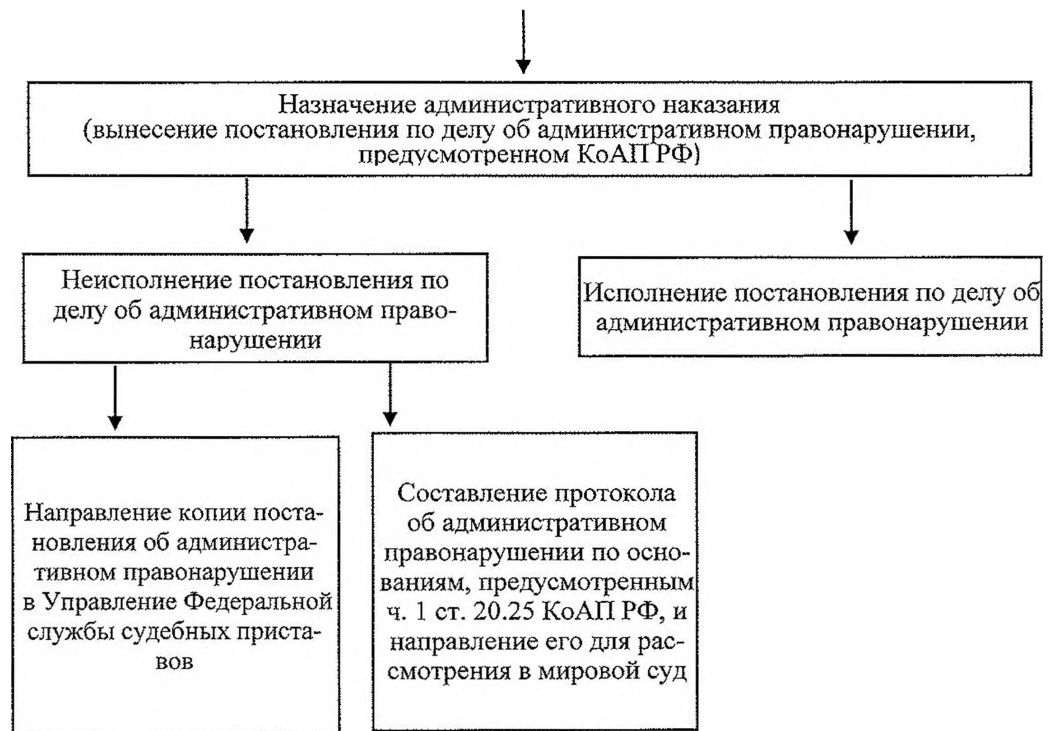 Назначение административного наказания
(вынесение постановления по делу об административном правонарушении,
предусмотренном КоАП РФ)
Неисполнение постановления по
делу об административном право-
нарушении
Исполнение постановления по делу об
административном правонарушении
Направление копии поста-
новления об администра-
тивном правонарушении
в Управление Федеральной
службы судебных приста-
вов
Составление протокола
об административном
правонарушении по осно-
ваниям, предусмотренным
ч. 1 ст. 20.25 КоАП РФ, и
направление его для рас-
смотрения в мировой суд